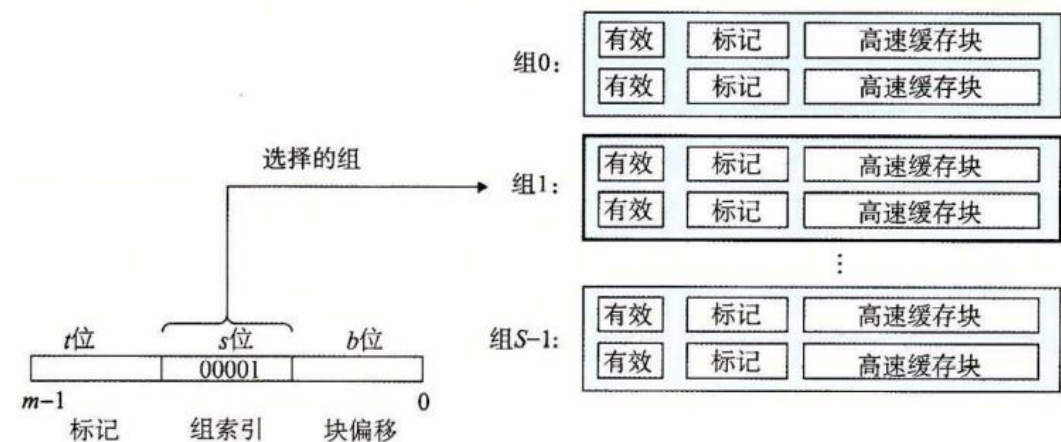 组0:
有效 标记 高速缓存块
有效 标记 高速缓存块
选择的组
组1:
有效 标记 高速缓存块
有效 标记 高速缓存块
⋮
组S-1:
有效 标记 高速缓存块
有效 标记 高速缓存块
t位 s位 b位
00001
m-1 0
标记 组索引 块偏移